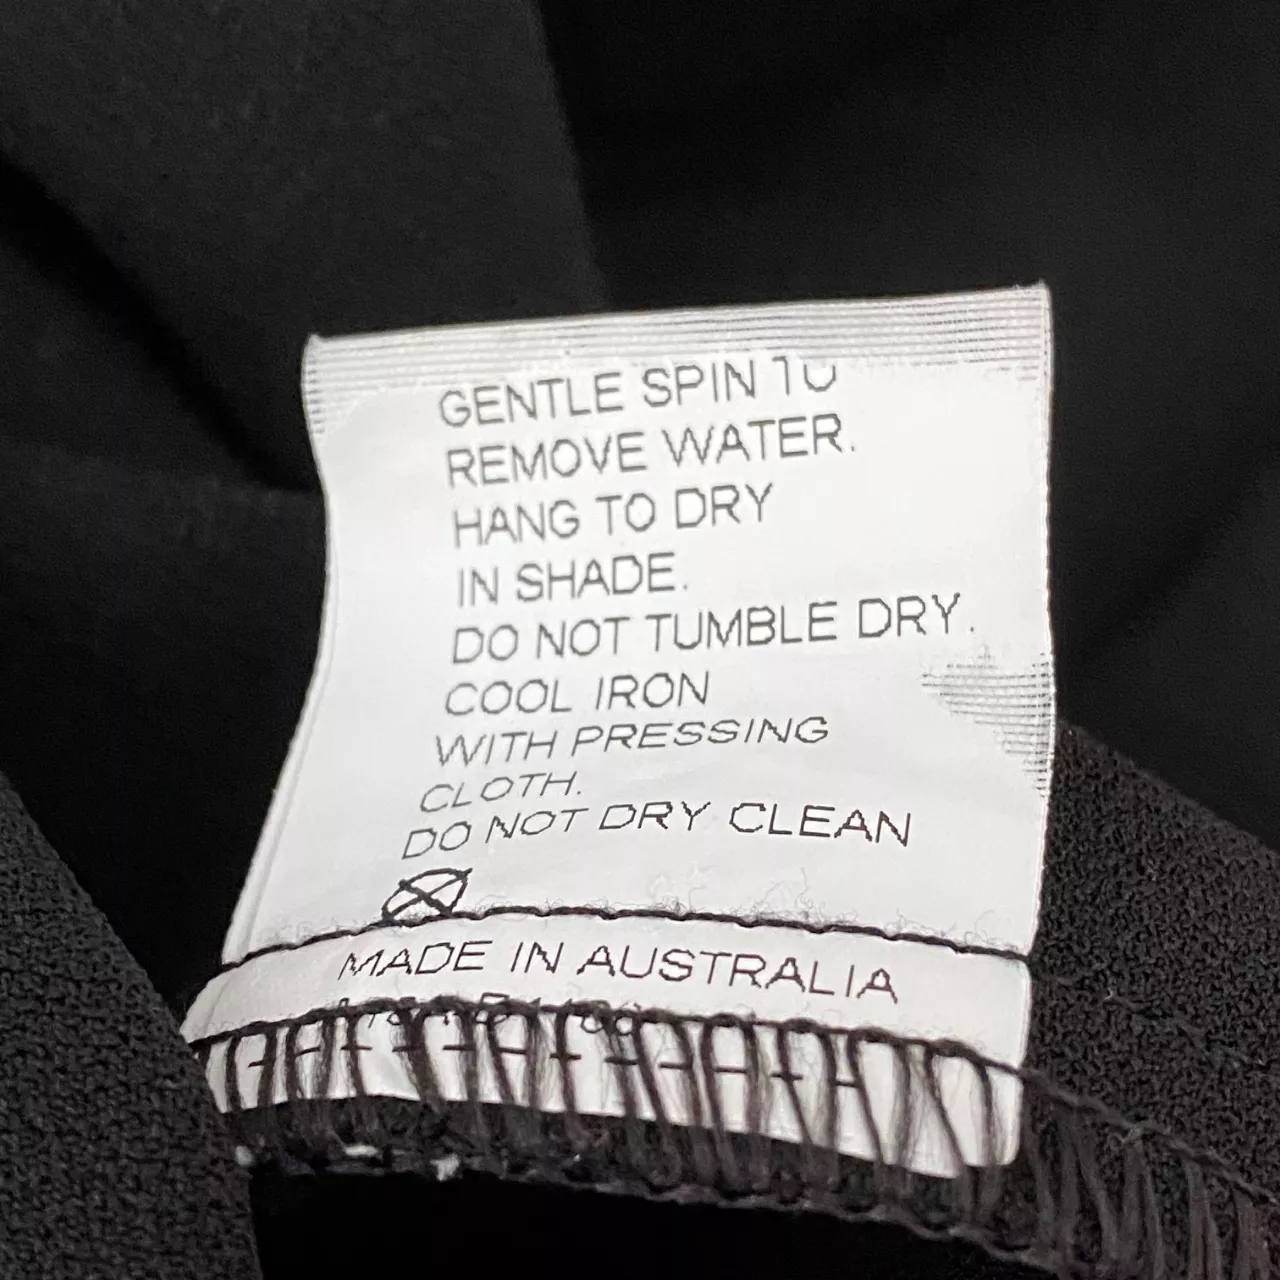 GENTLE SPIN TO
REMOVE WATER.
HANG TO DRY
IN SHADE.
DO NOT TUMBLE DRY.
COOL IRON
WITH PRESSING
CLOTH.
DO NOT DRY CLEAN
MADE IN AUSTRALIA